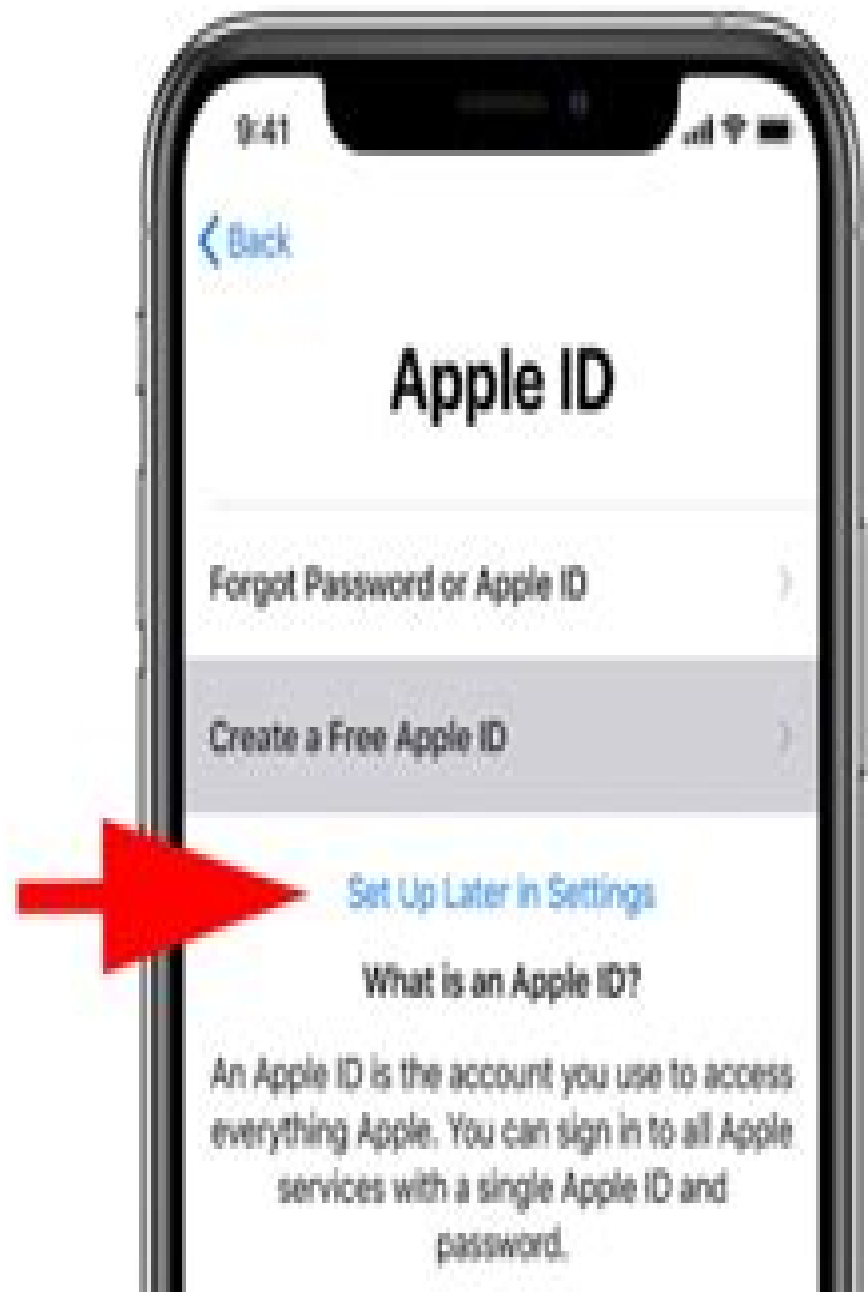 9:41
Back
Apple ID
Forgot Password or Apple ID
Create a Free Apple ID
Set Up Later in Settings
What is an Apple ID?
An Apple ID is the account you use to access
everything Apple. You can sign in to all Apple
services with a single Apple ID and
password.